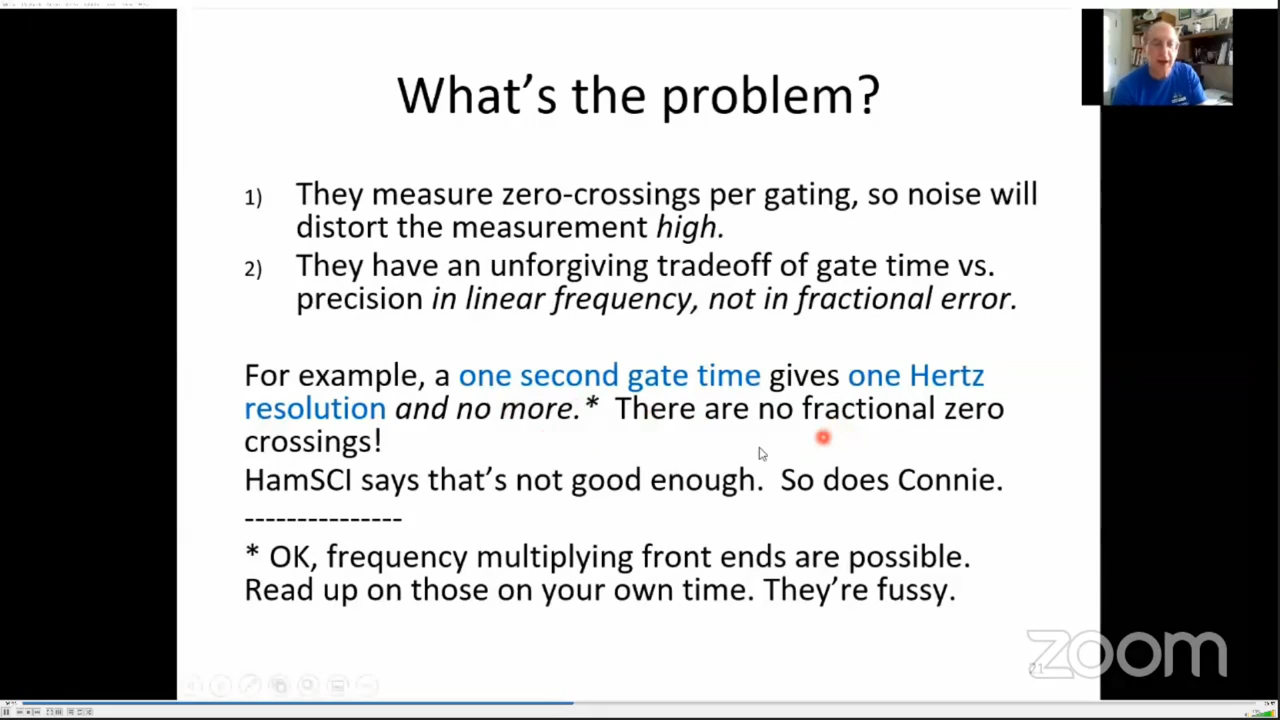 What's the problem?
1) They measure zero-crossings per gating, so noise will
distort the measurement high.
2) They have an unforgiving tradeoff of gate time vs.
precision in linear frequency, not in fractional error.
For example, a one second gate time gives one Hertz
resolution and no more.* There are no fractional zero
crossings!
HamSCI says that's not good enough. So does Connie.
---------------
* OK, frequency multiplying front ends are possible.
Read up on those on your own time. They're fussy.
21
zoom